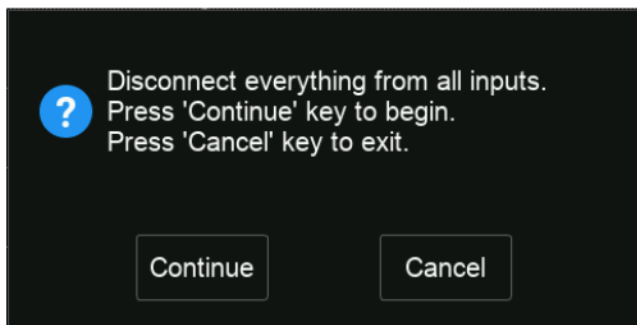 Disconnect everything from all inputs.
Press 'Continue' key to begin.
Press 'Cancel' key to exit.
Continue
Cancel